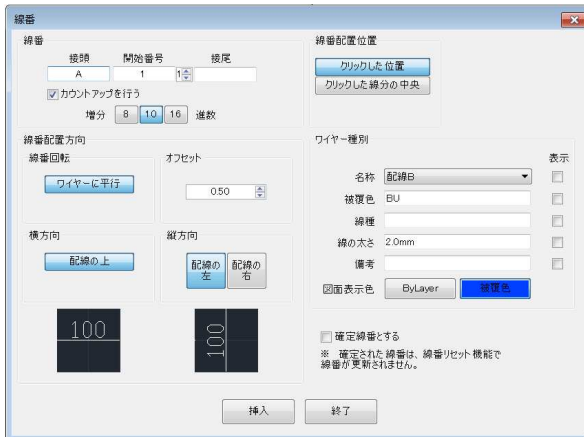 線番
線番
接頭 開始番号 接尾
A 1 1
カウントアップを行う
増分 8 10 16 進数
線番配置位置
クリックした位置
クリックした線分の中央
線番配置方向
線番回転
ワイヤーに平行
オフセット
0.50
横方向
配線の上
縦方向
配線の左
配線の右
100
100
ワイヤー種別
表示
名称 配線B
被覆色 BU
線種
線の太さ 2.0mm
備考
図面表示色 ByLayer 被覆色
確定線番とする
※ 確定された線番は、線番リセット機能で
線番が更新されません。
挿入 終了